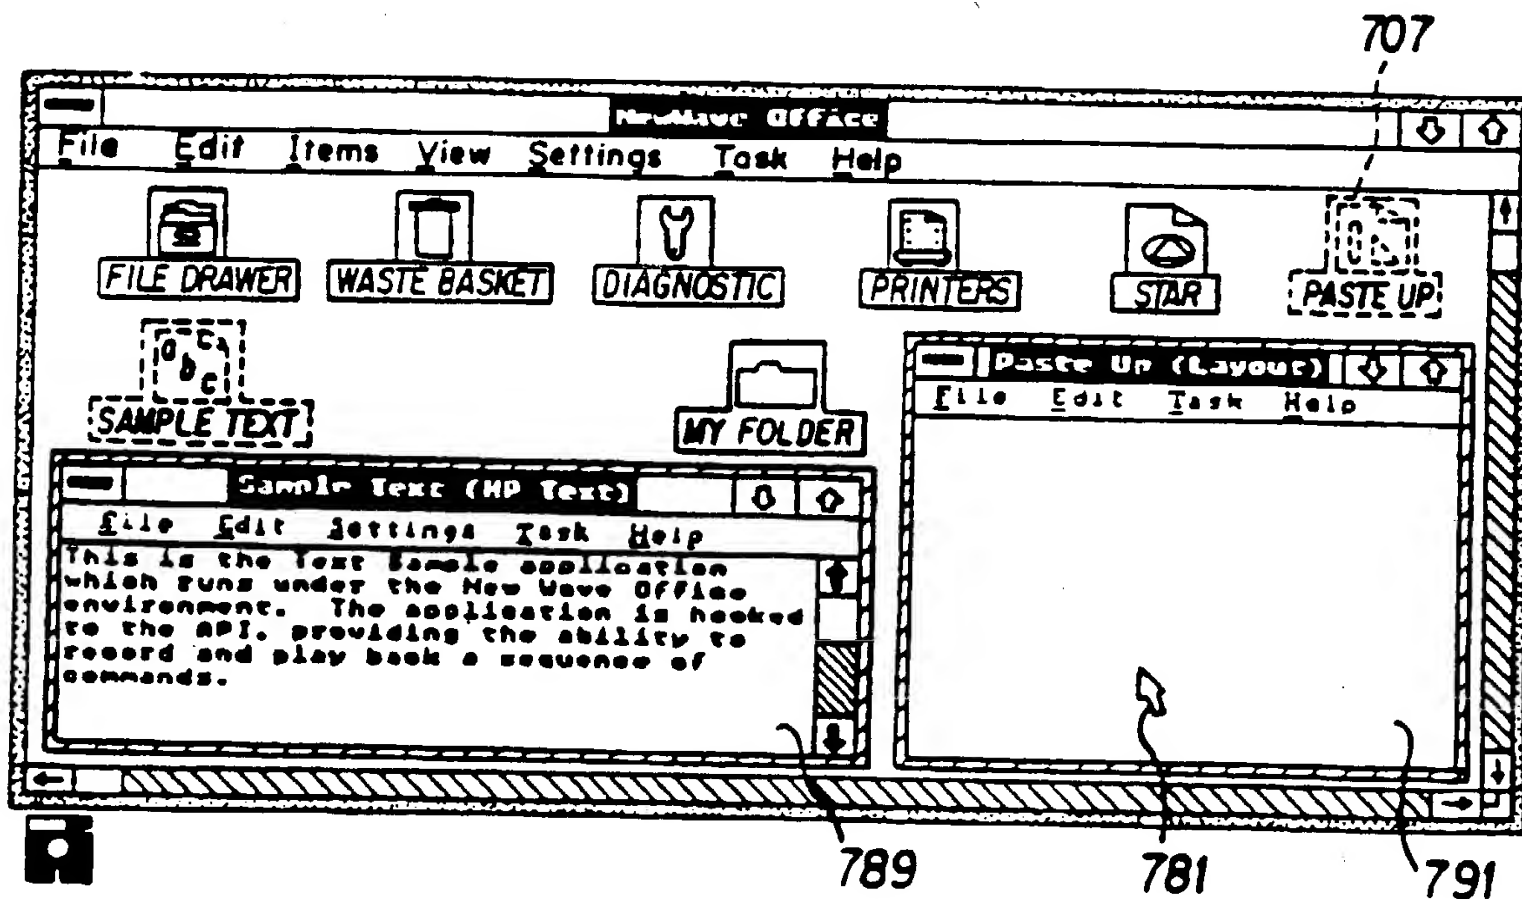 707
NewWave Office
File Edit Items View Settings Task Help
FILE DRAWER WASTE BASKET DIAGNOSTIC PRINTERS STAR PASTE UP
abc
SAMPLE TEXT MY FOLDER
Paste Up (Layout)
File Edit Task Help
Sample Text (HP Text)
File Edit Settings Task Help
This is the Text Sample application
which runs under the New Wave Office
environment. The application is hooked
to the API, providing the ability to
record and play back a sequence of
commands.
789 781 791